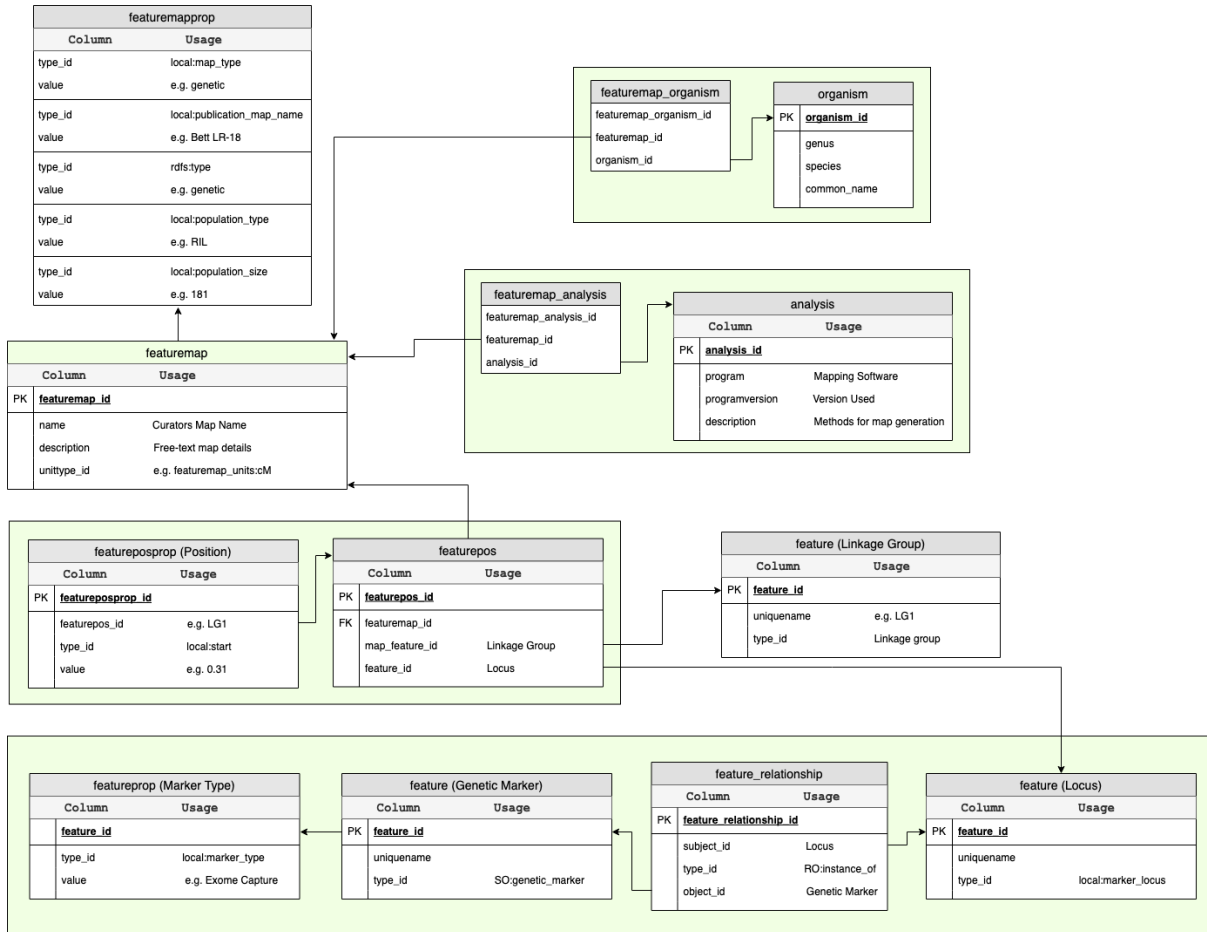 featuremapprop
Column Usage
type_id local:map_type
value e.g. genetic
type_id local:publication_map_name
value e.g. Bett LR-18
type_id rdfs:type
value e.g. genetic
type_id local:population_type
value e.g. RIL
type_id local:population_size
value e.g. 181
featuremap_organism
featuremap_organism_id
featuremap_id
organism_id
organism
PK organism_id
genus
species
common_name
featuremap_analysis
featuremap_analysis_id
featuremap_id
analysis_id
analysis
Column Usage
PK analysis_id
program Mapping Software
programversion Version Used
description Methods for map generation
featuremap
Column Usage
PK featuremap_id
name Curators Map Name
description Free-text map details
unittype_id e.g. featuremap_units:cM
featureposprop (Position)
Column Usage
PK featureposprop_id
featurepos_id e.g. LG1
type_id local:start
value e.g. 0.31
featurepos
Column Usage
PK featurepos_id
FK featuremap_id
map_feature_id Linkage Group
feature_id Locus
feature (Linkage Group)
Column Usage
PK feature_id
uniquename e.g. LG1
type_id Linkage group
featureprop (Marker Type)
Column Usage
feature_id
type_id local:marker_type
value e.g. Exome Capture
feature (Genetic Marker)
Column Usage
PK feature_id
uniquename
type_id SO:genetic_marker
feature_relationship
Column Usage
PK feature_relationship_id
subject_id Locus
type_id RO:instance_of
object_id Genetic Marker
feature (Locus)
Column Usage
PK feature_id
uniquename
type_id local:marker_locus